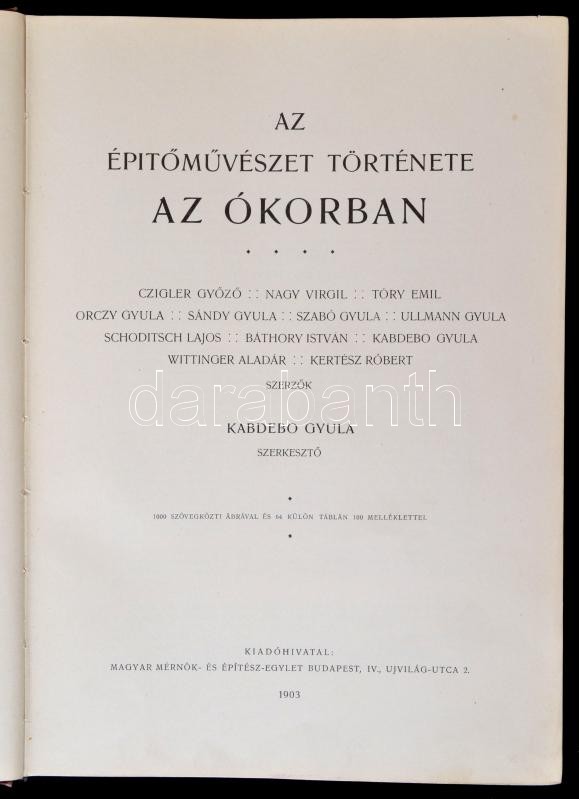 AZ
ÉPITŐMŰVÉSZET TÖRTÉNETE
AZ ÓKORBAN
CZIGLER GYŐZŐ :: NAGY VIRGIL :: TŐRY EMIL
ORCZY GYULA :: SÁNDY GYULA :: SZABÓ GYULA :: ULLMANN GYULA
SCHODITSCH LAJOS :: BÁTHORY ISTVÁN :: KABDEBO GYULA
WITTINGER ALADÁR :: KERTÉSZ RÓBERT
SZERZŐK
darabanth
KABDEBO GYULA
SZERKESZTŐ
1000 SZÖVEGKÖZTI ÁBRÁVAL ÉS 64 KÜLÖN TÁBLÁN 100 MELLÉKLETTEL
KIADÓHIVATAL:
MAGYAR MÉRNÖK- ÉS ÉPÍTÉSZ-EGYLET BUDAPEST, IV., UJVILÁG-UTCA 2.
1903